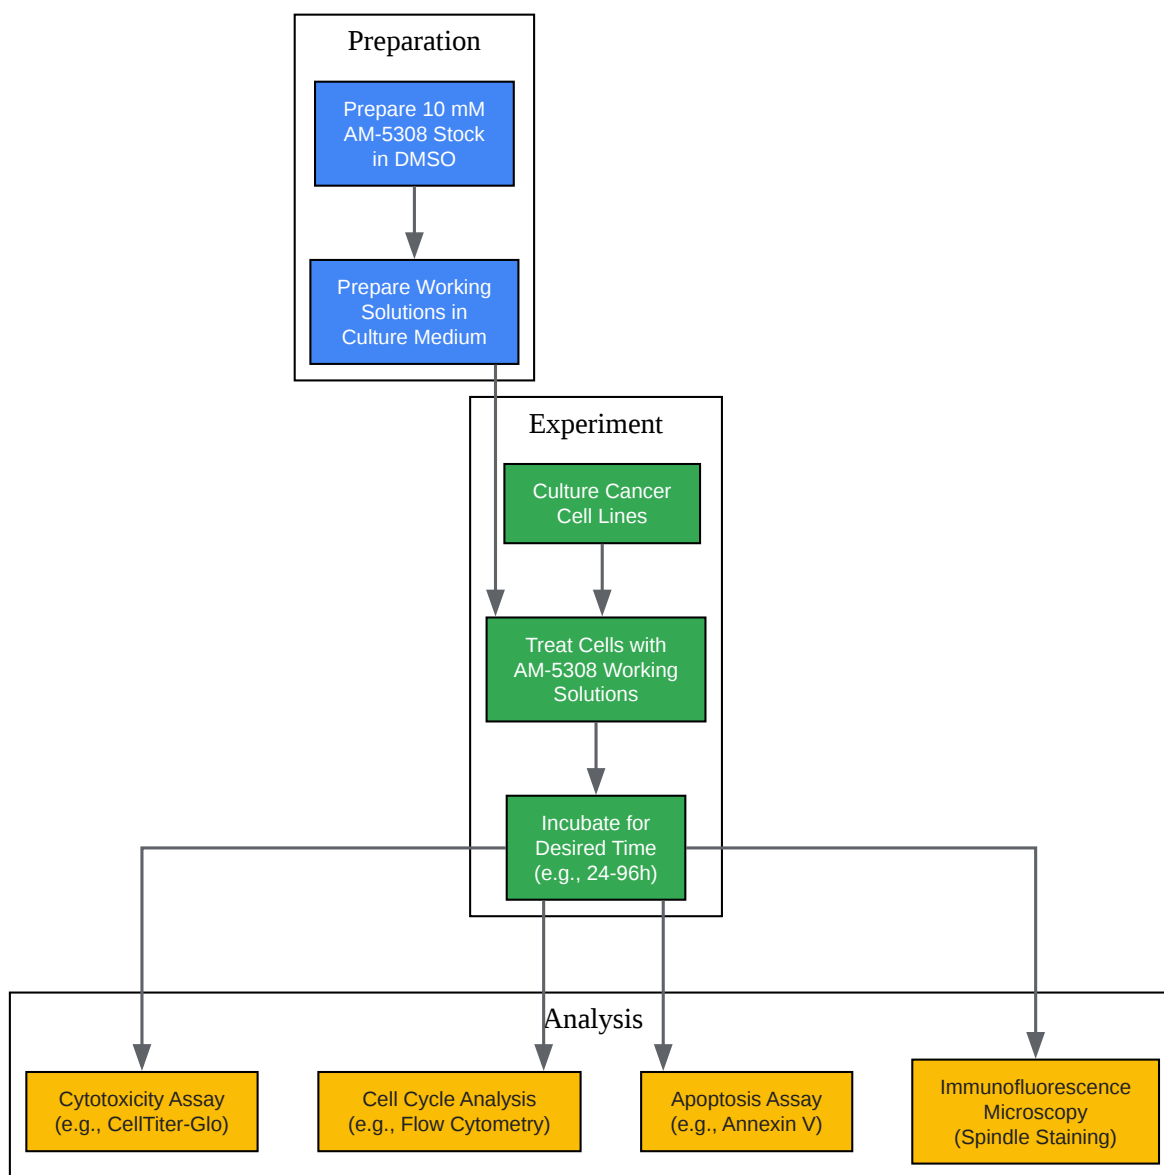 Preparation
Prepare 10 mM
AM-5308 Stock
in DMSO
Prepare Working
Solutions in
Culture Medium
Experiment
Culture Cancer
Cell Lines
Treat Cells with
AM-5308 Working
Solutions
Incubate for
Desired Time
(e.g., 24-96h)
Analysis
Cytotoxicity Assay
(e.g., CellTiter-Glo)
Cell Cycle Analysis
(e.g., Flow Cytometry)
Apoptosis Assay
(e.g., Annexin V)
Immunofluorescence
Microscopy
(Spindle Staining)